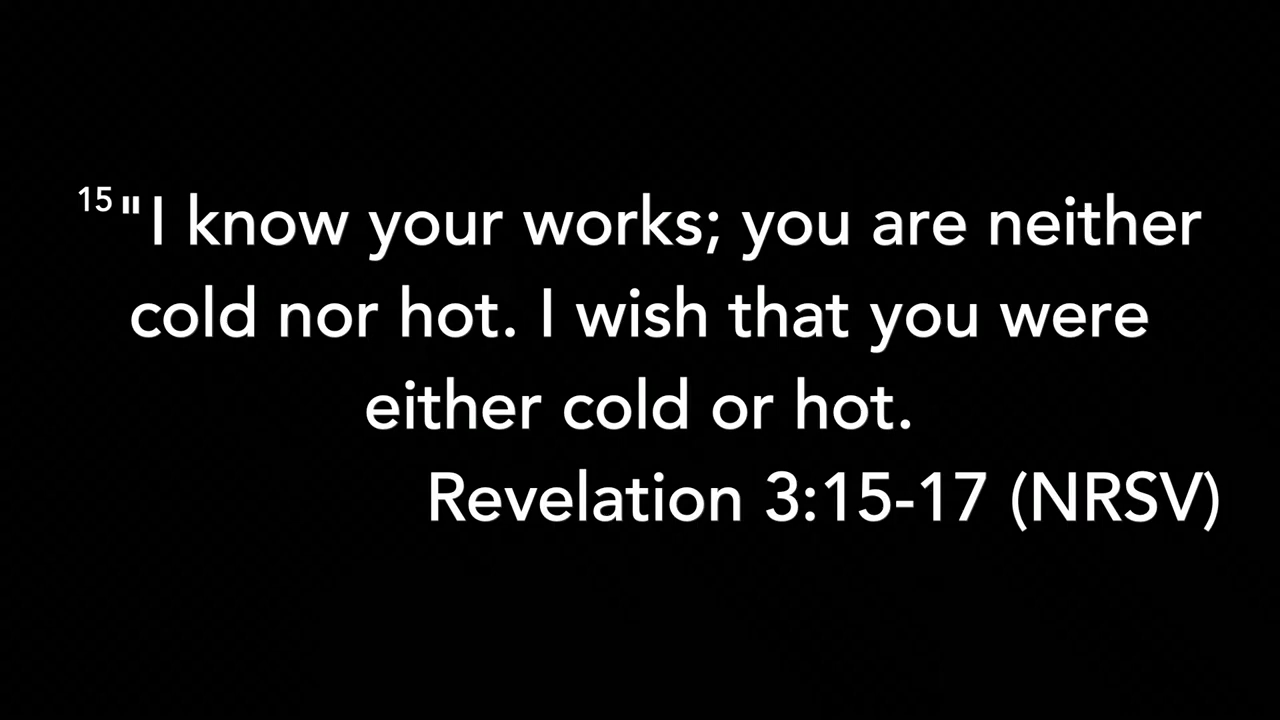 15"I know your works; you are neither
cold nor hot. I wish that you were
either cold or hot.
Revelation 3:15-17 (NRSV)